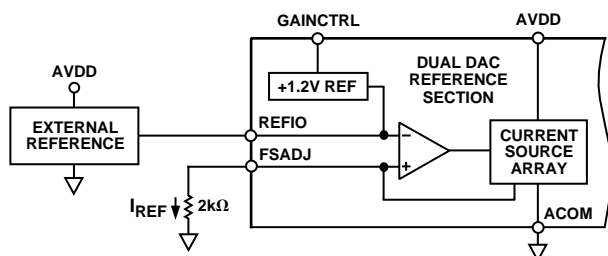 GAINCTRL
AVDD
AVDD
DUAL DAC
REFERENCE
SECTION
+1.2V REF
EXTERNAL
REFERENCE
REFIO
–
CURRENT
SOURCE
ARRAY
FSADJ
+
IREF
2kΩ
ACOM